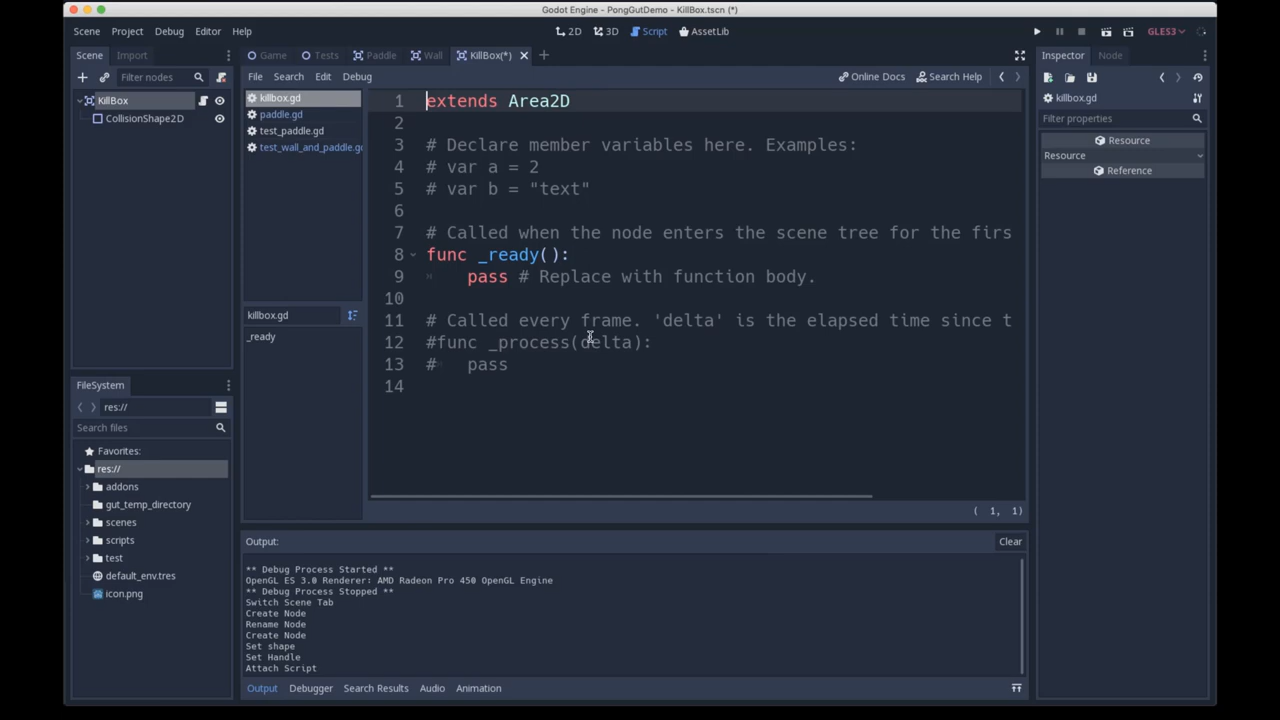 Godot Engine - PongGutDemo - KillBox.tscn (*)
Scene Project Debug Editor Help
2D 3D Script AssetLib
GLES3
Scene Import
Filter nodes
KillBox
CollisionShape2D
Game Tests Paddle Wall KillBox(*)
File Search Edit Debug
Online Docs Search Help
killbox.gd
paddle.gd
test_paddle.gd
test_wall_and_paddle.gd
killbox.gd
_ready
1 extends Area2D
2
3 # Declare member variables here. Examples:
4 # var a = 2
5 # var b = "text"
6
7 # Called when the node enters the scene tree for the firs
8 func _ready():
9 pass # Replace with function body.
10
11 # Called every frame. 'delta' is the elapsed time since t
12 #func _process(delta):
13 # pass
14
( 1, 1)
FileSystem
res://
Search files
Favorites:
res://
addons
gut_temp_directory
scenes
scripts
test
default_env.tres
icon.png
Output:
Clear
** Debug Process Started **
OpenGL ES 3.0 Renderer: AMD Radeon Pro 450 OpenGL Engine
** Debug Process Stopped **
Switch Scene Tab
Create Node
Rename Node
Create Node
Set shape
Set Handle
Attach Script
Output Debugger Search Results Audio Animation
Inspector Node
killbox.gd
Filter properties
Resource
Resource
Reference